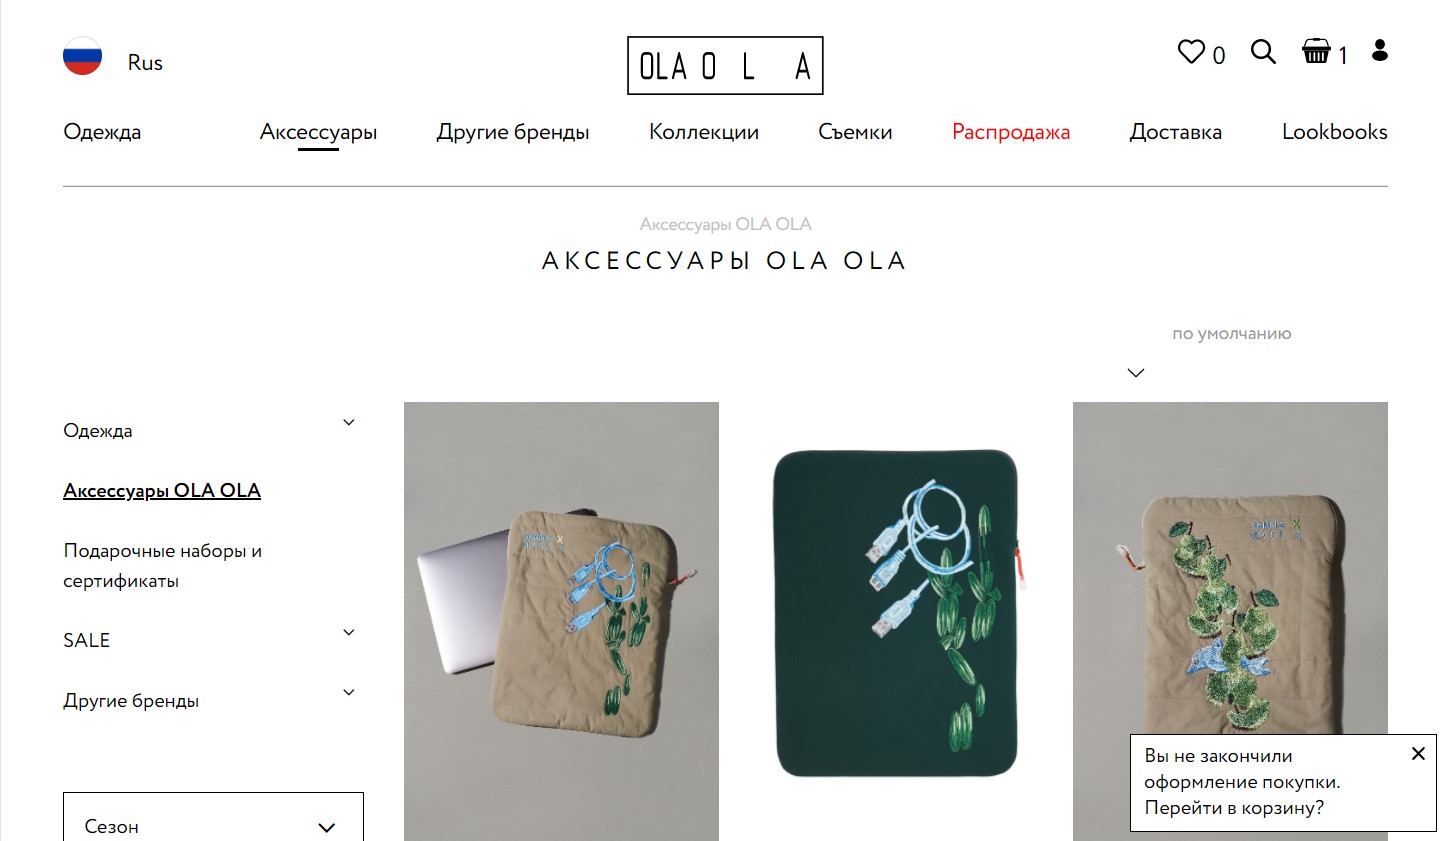 Rus
OLA O L A
0
1
Одежда
Аксессуары
Другие бренды
Коллекции
Съемки
Распродажа
Доставка
Lookbooks
Аксессуары OLA OLA
АКСЕССУАРЫ OLA OLA
по умолчанию
Одежда
Аксессуары OLA OLA
Подарочные наборы и
сертификаты
SALE
Другие бренды
Сезон
Вы не закончили
оформление покупки.
Перейти в корзину?